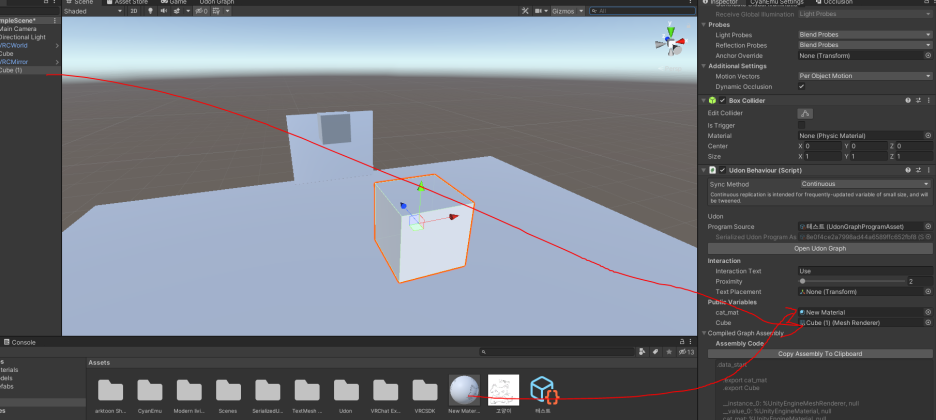 Scene
Asset Store
Game
Udon Graph
Shaded
2D
Gizmos
All
mpleScene*
Main Camera
Directional Light
VRCWorld
Cube
VRCMirror
Cube (1)
Inspector
CyanEmu Settings
Occlusion
Receive Global Illumination
Light Probes
Probes
Light Probes
Blend Probes
Reflection Probes
Blend Probes
Anchor Override
None (Transform)
Additional Settings
Motion Vectors
Per Object Motion
Dynamic Occlusion
Box Collider
Edit Collider
Is Trigger
Material
None (Physic Material)
Center
X 0 Y 0 Z 0
Size
X 1 Y 1 Z 1
Udon Behaviour (Script)
Sync Method
Continuous
Continuous replication is intended for frequently-updated variable of small size, and will
be tweened.
Udon
Program Source
테스트 (UdonGraphProgramAsset)
Serialized Udon Program As
Open Udon Graph
Interaction
Interaction Text
Use
Proximity
2
Text Placement
None (Transform)
Public Variables
cat_mat
New Material
Cube
Cube (1) (Mesh Renderer)
Compiled Graph Assembly
Assembly Code
Copy Assembly To Clipboard
.data_start
.export cat_mat
.export Cube
__instance_0: %UnityEngineMeshRenderer, null
__value_0: %UnityEngineMaterial, null
Console
13
Assets
CyanEmu
Scenes
SerializedU...
TextMesh ...
Udon
VRChat Ex...
VRCSDK
New Mater...
고양이
테스트